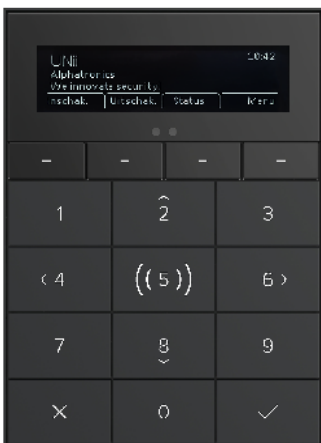 UNii 10:42
Alphatronics
We innovate security
nschak. Uitschak. Status Menu
- - - -
1 2 3
4 ((5)) 6
7 8 9
× 0 ✓